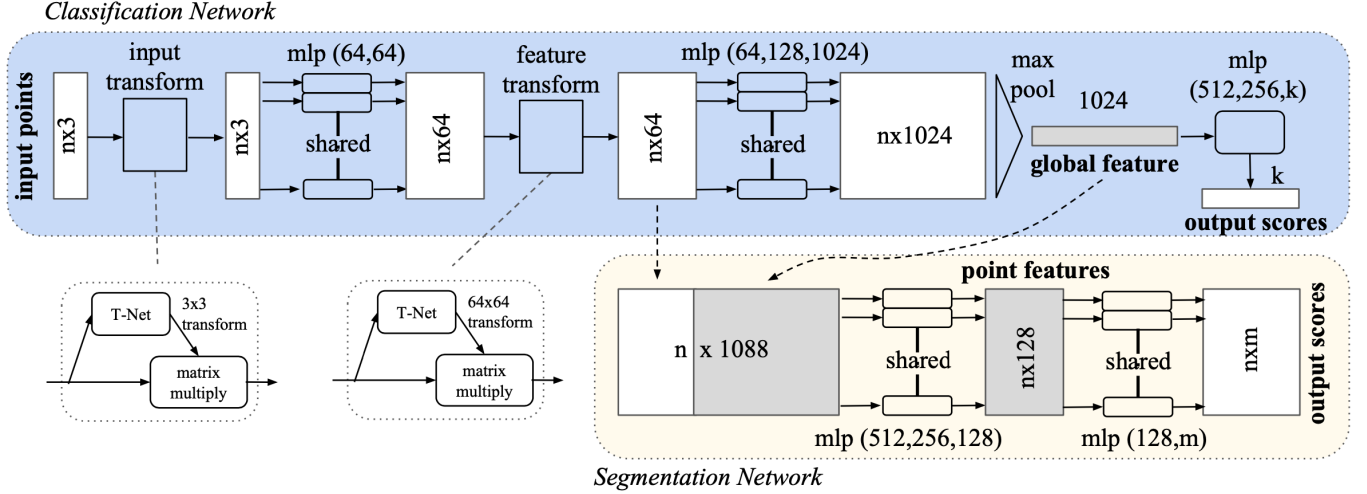 Classification Network
input points
nx3
input
transform
nx3
mlp (64,64)
shared
nx64
feature
transform
nx64
mlp (64,128,1024)
shared
nx1024
max
pool
1024
global feature
mlp
(512,256,k)
k
output scores
T-Net
3x3
transform
matrix
multiply
T-Net
64x64
transform
matrix
multiply
point features
n x 1088
shared
mlp (512,256,128)
nx128
shared
mlp (128,m)
nxm
output scores
Segmentation Network